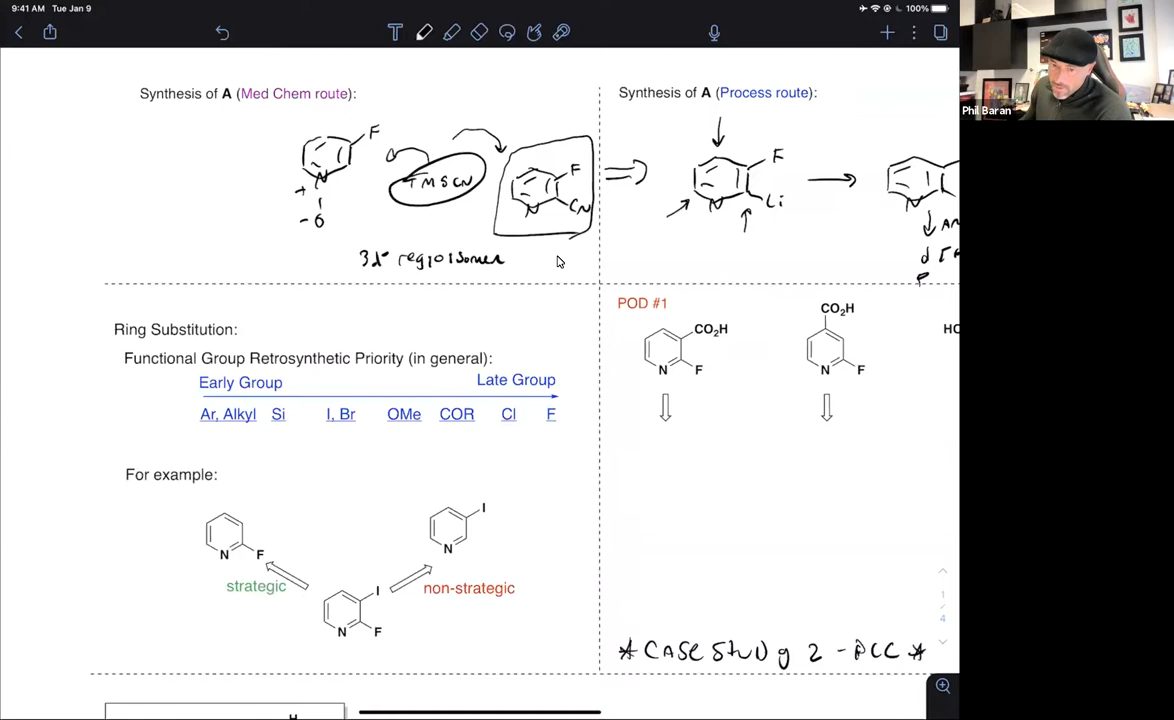 9:41 AM Tue Jan 9
100%
Phil Baran
Synthesis of A (Med Chem route):
F
N
+
- O
TMSCN
F
N
CN
3 regioisomer
Synthesis of A (Process route):
F
N
Li
N
Ring Substitution:
Functional Group Retrosynthetic Priority (in general):
Early Group Late Group
Ar, Alkyl Si I, Br OMe COR Cl F
For example:
N F
strategic
I
N
non-strategic
I
N F
POD #1
CO₂H
N F
CO₂H
N F
HO
1
/
4
* CASE Study 2 - PCC *
H